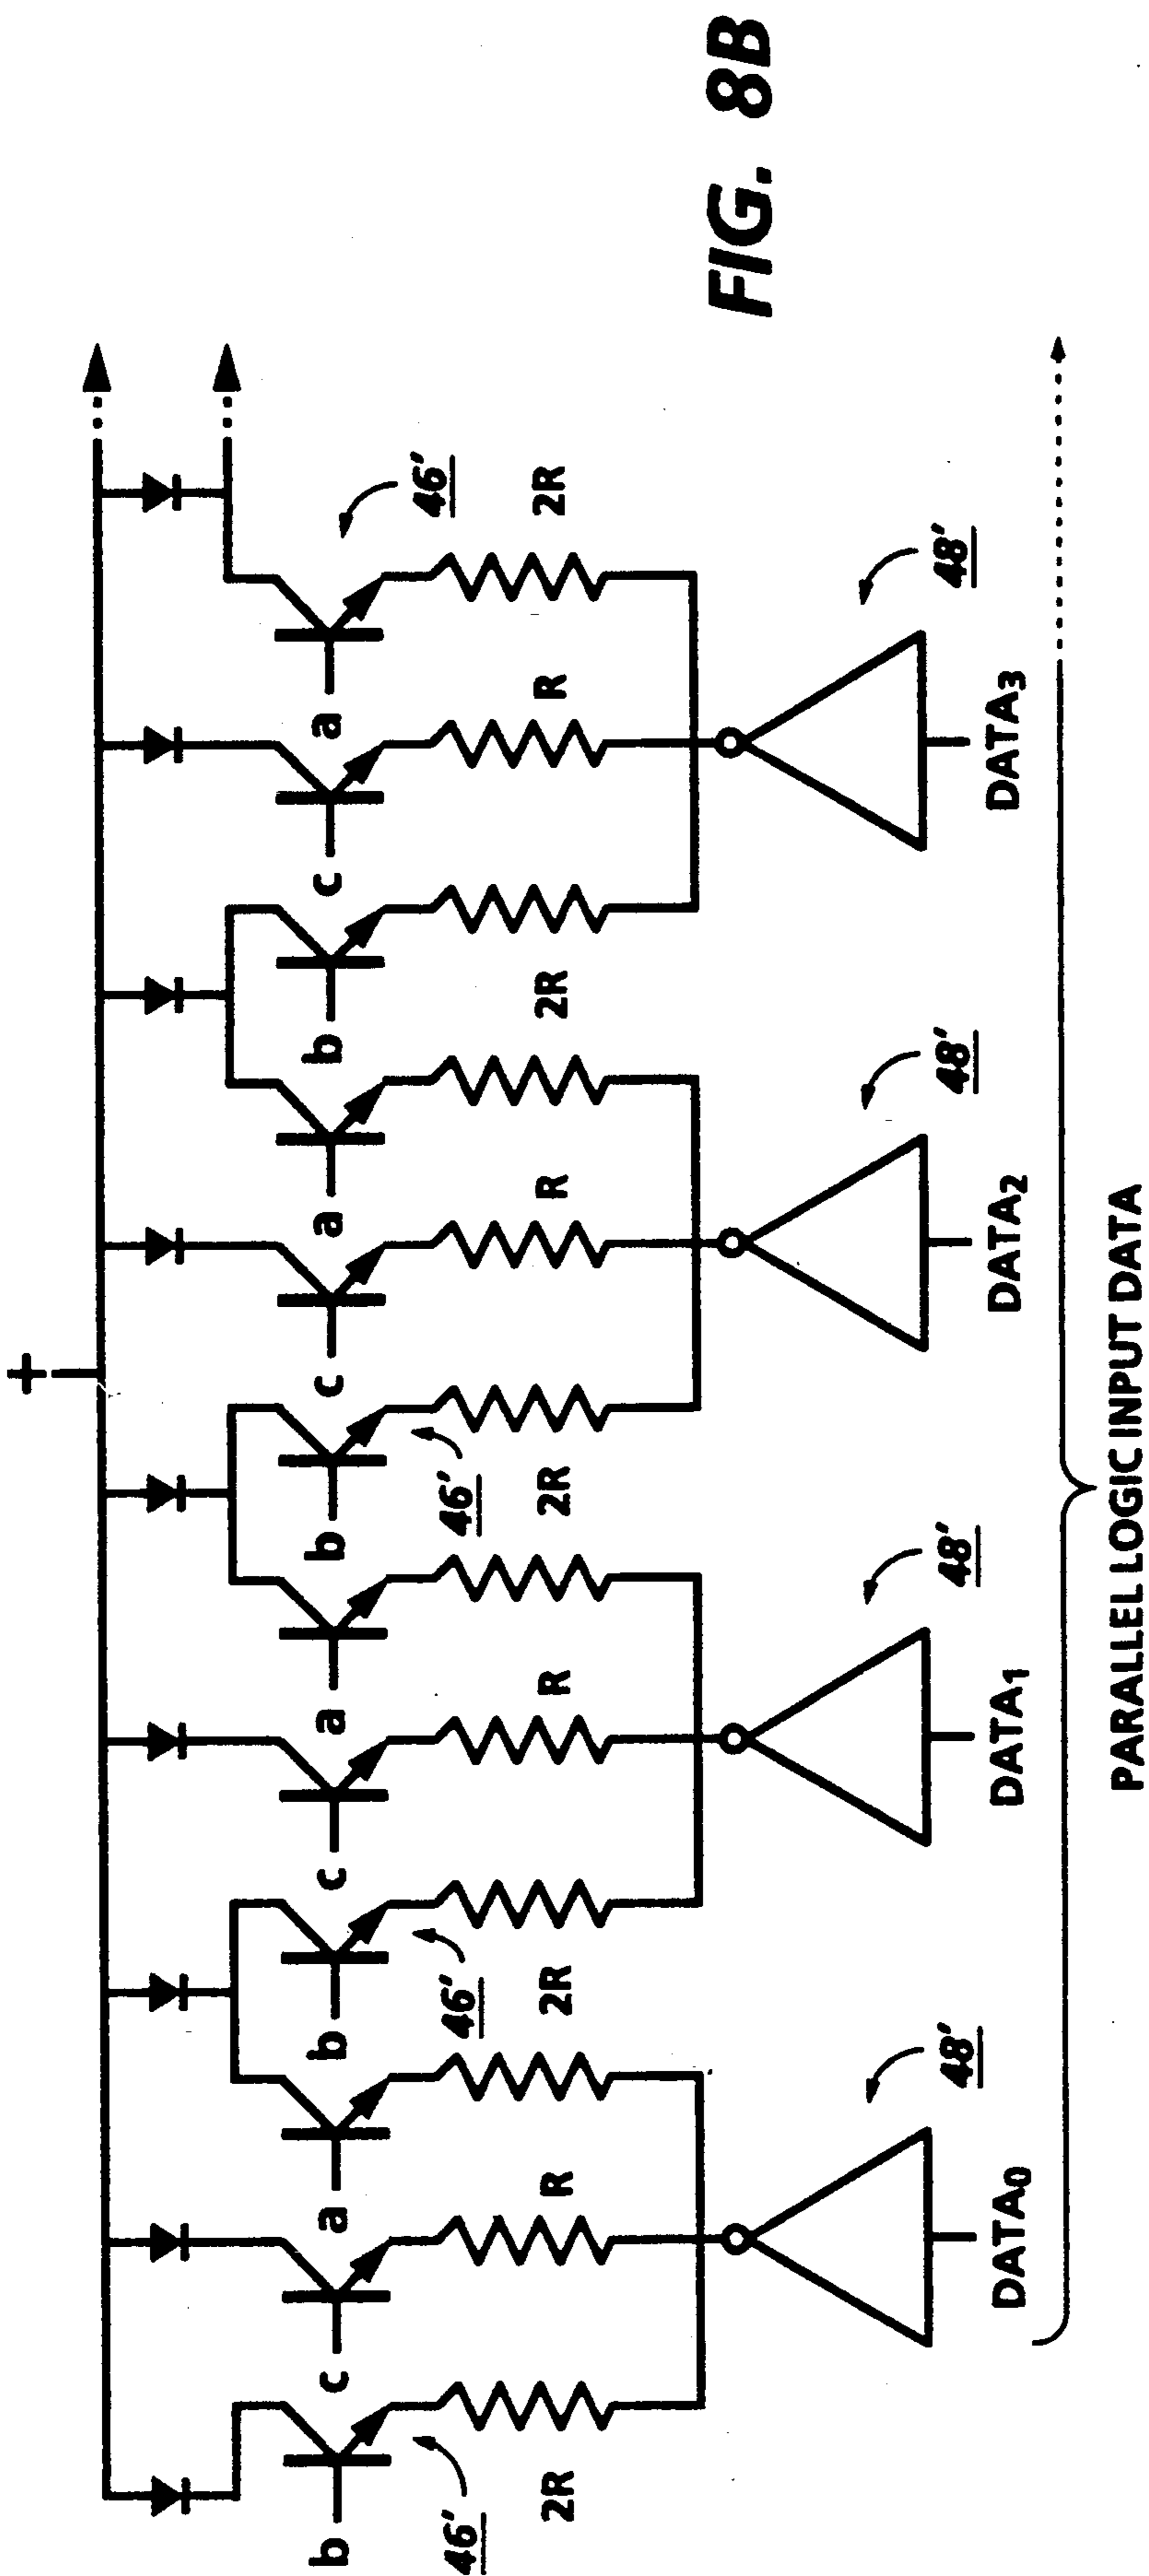 +
b c a b c a b c a b c a
46' 46' 46' 46'
2R R 2R R 2R R 2R R 2R
48' 48' 48' 48'
DATA₀ DATA₁ DATA₂ DATA₃
PARALLEL LOGIC INPUT DATA
FIG. 8B